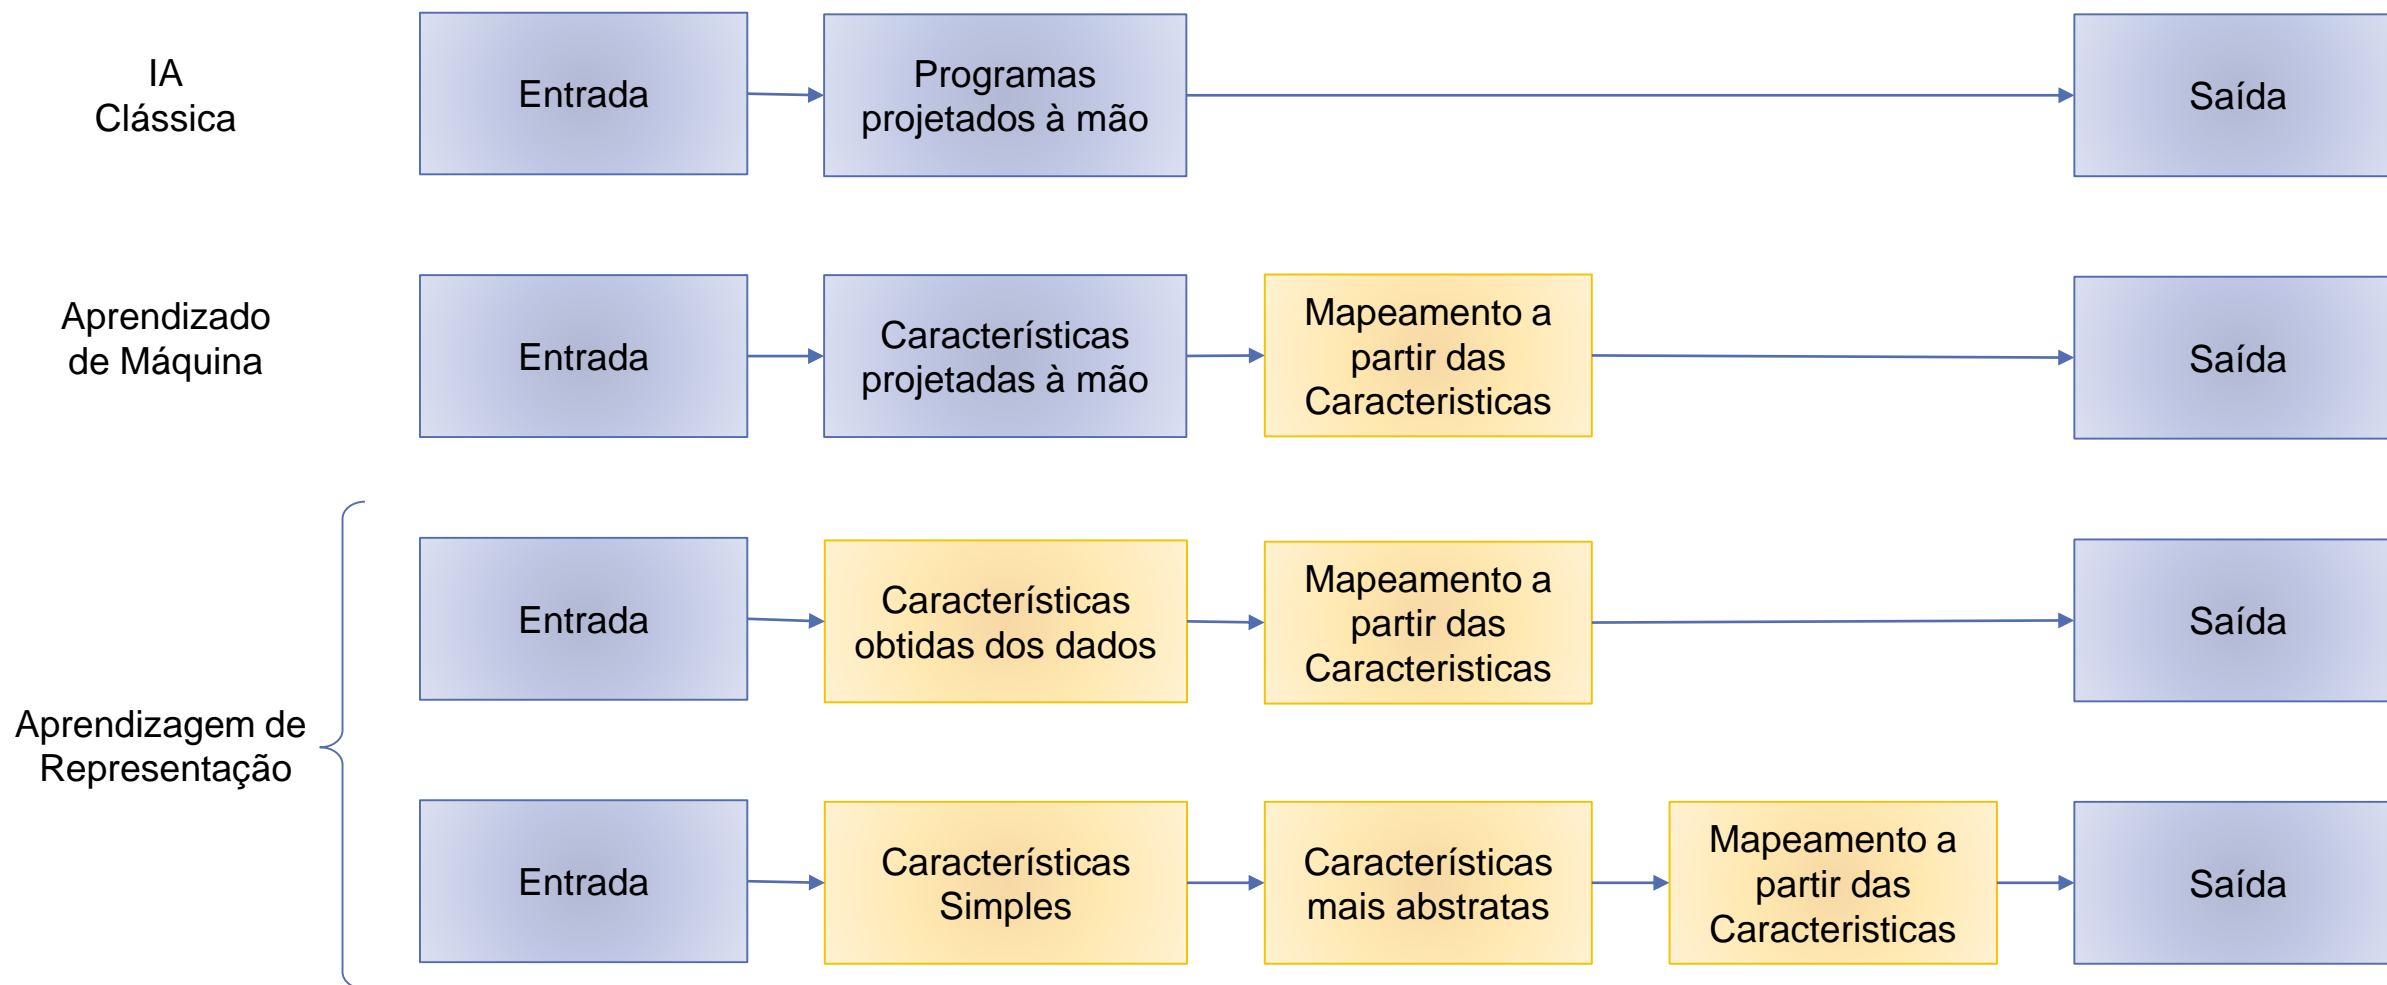 IA
Clássica
Entrada
Programas
projetados à mão
Saída
Aprendizado
de Máquina
Entrada
Características
projetadas à mão
Mapeamento a
partir das
Caracteristicas
Saída
Aprendizagem de
Representação
Entrada
Características
obtidas dos dados
Mapeamento a
partir das
Caracteristicas
Saída
Entrada
Características
Simples
Características
mais abstratas
Mapeamento a
partir das
Caracteristicas
Saída